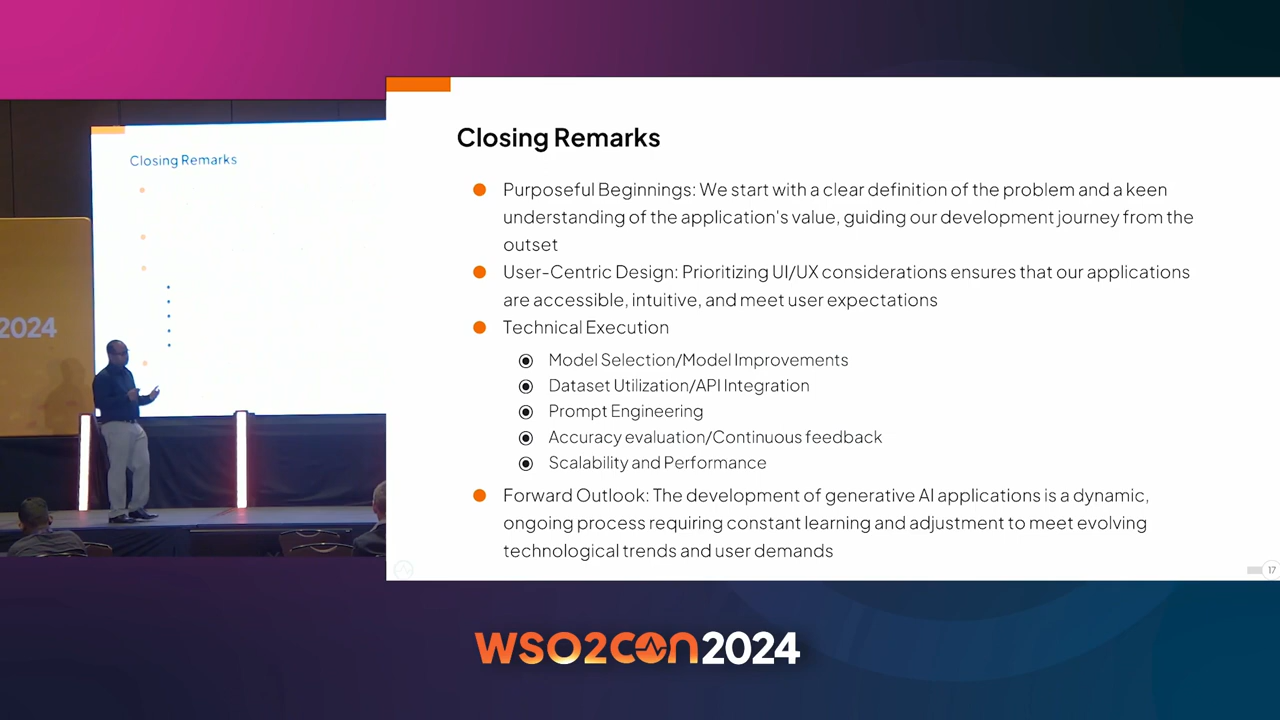 Closing Remarks
2024
Closing Remarks
Purposeful Beginnings: We start with a clear definition of the problem and a keen
understanding of the application's value, guiding our development journey from the
outset
User-Centric Design: Prioritizing UI/UX considerations ensures that our applications
are accessible, intuitive, and meet user expectations
Technical Execution
Model Selection/Model Improvements
Dataset Utilization/API Integration
Prompt Engineering
Accuracy evaluation/Continuous feedback
Scalability and Performance
Forward Outlook: The development of generative AI applications is a dynamic,
ongoing process requiring constant learning and adjustment to meet evolving
technological trends and user demands
17
WSO2CON2024